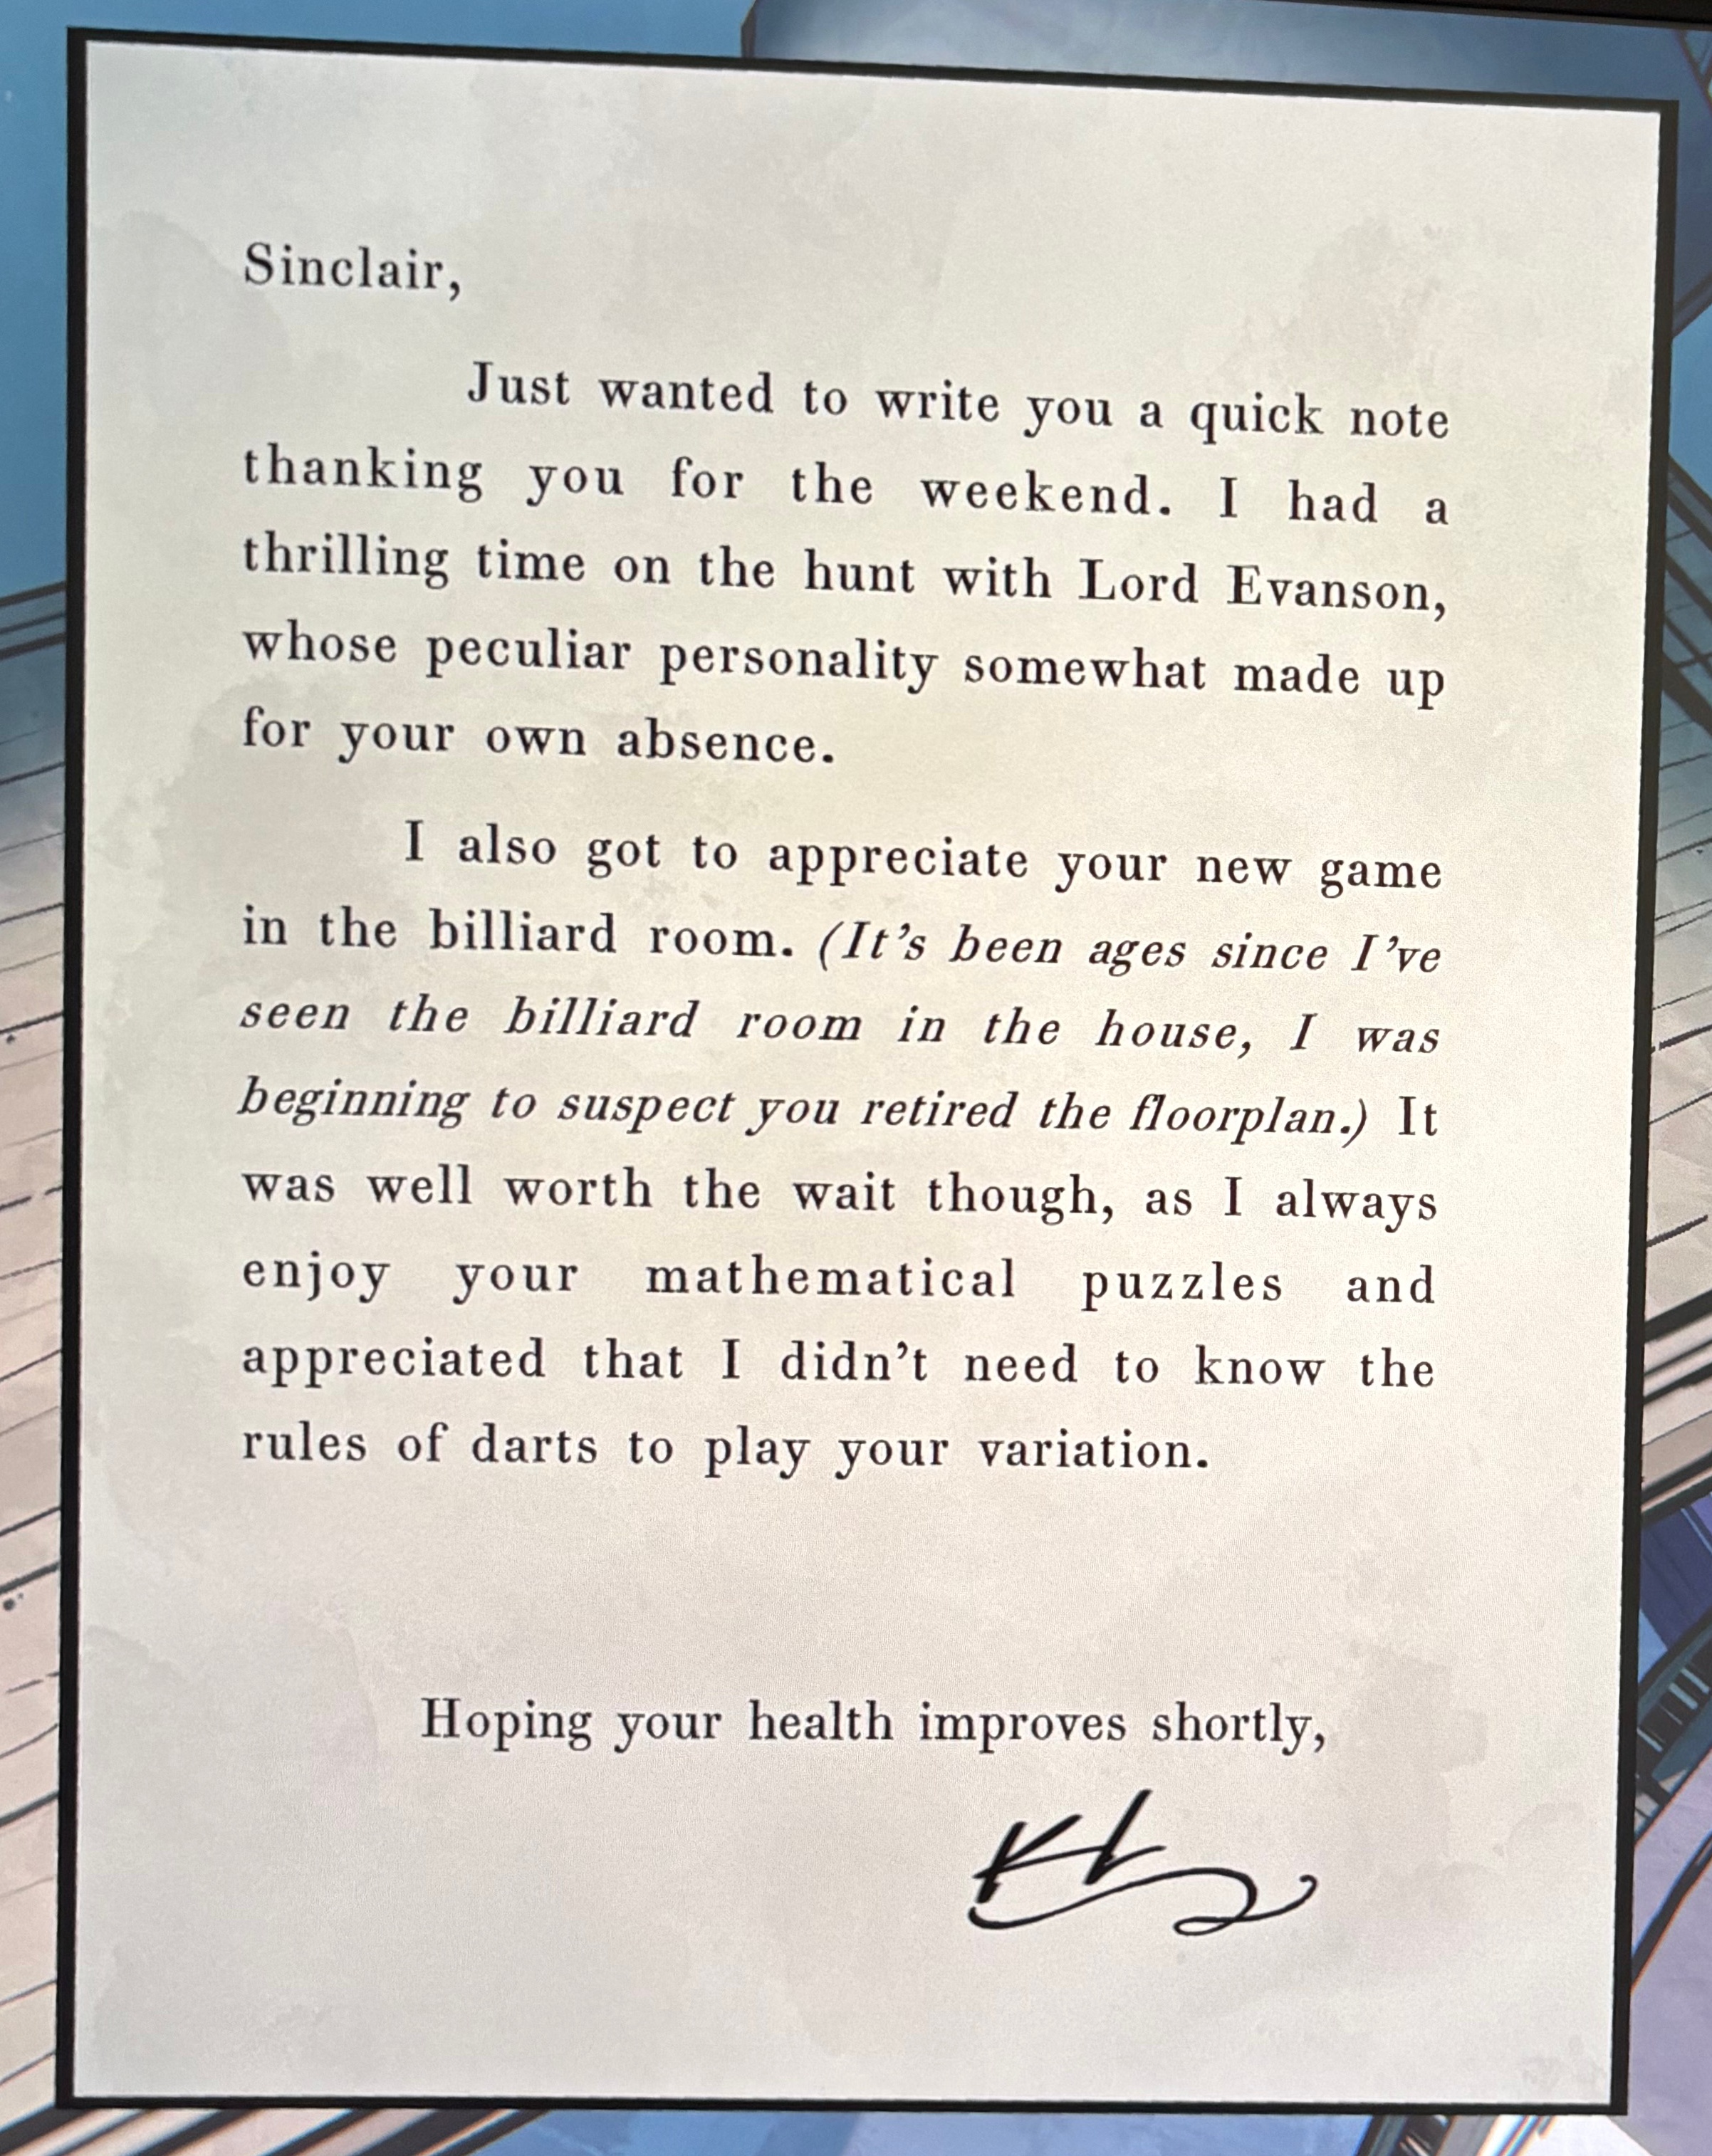 Sinclair,
Just wanted to write you a quick note
thanking you for the weekend. I had a
thrilling time on the hunt with Lord Evanson,
whose peculiar personality somewhat made up
for your own absence.
I also got to appreciate your new game
in the billiard room. (It's been ages since I've
seen the billiard room in the house, I was
beginning to suspect you retired the floorplan.) It
was well worth the wait though, as I always
enjoy your mathematical puzzles and
appreciated that I didn't need to know the
rules of darts to play your variation.
Hoping your health improves shortly,